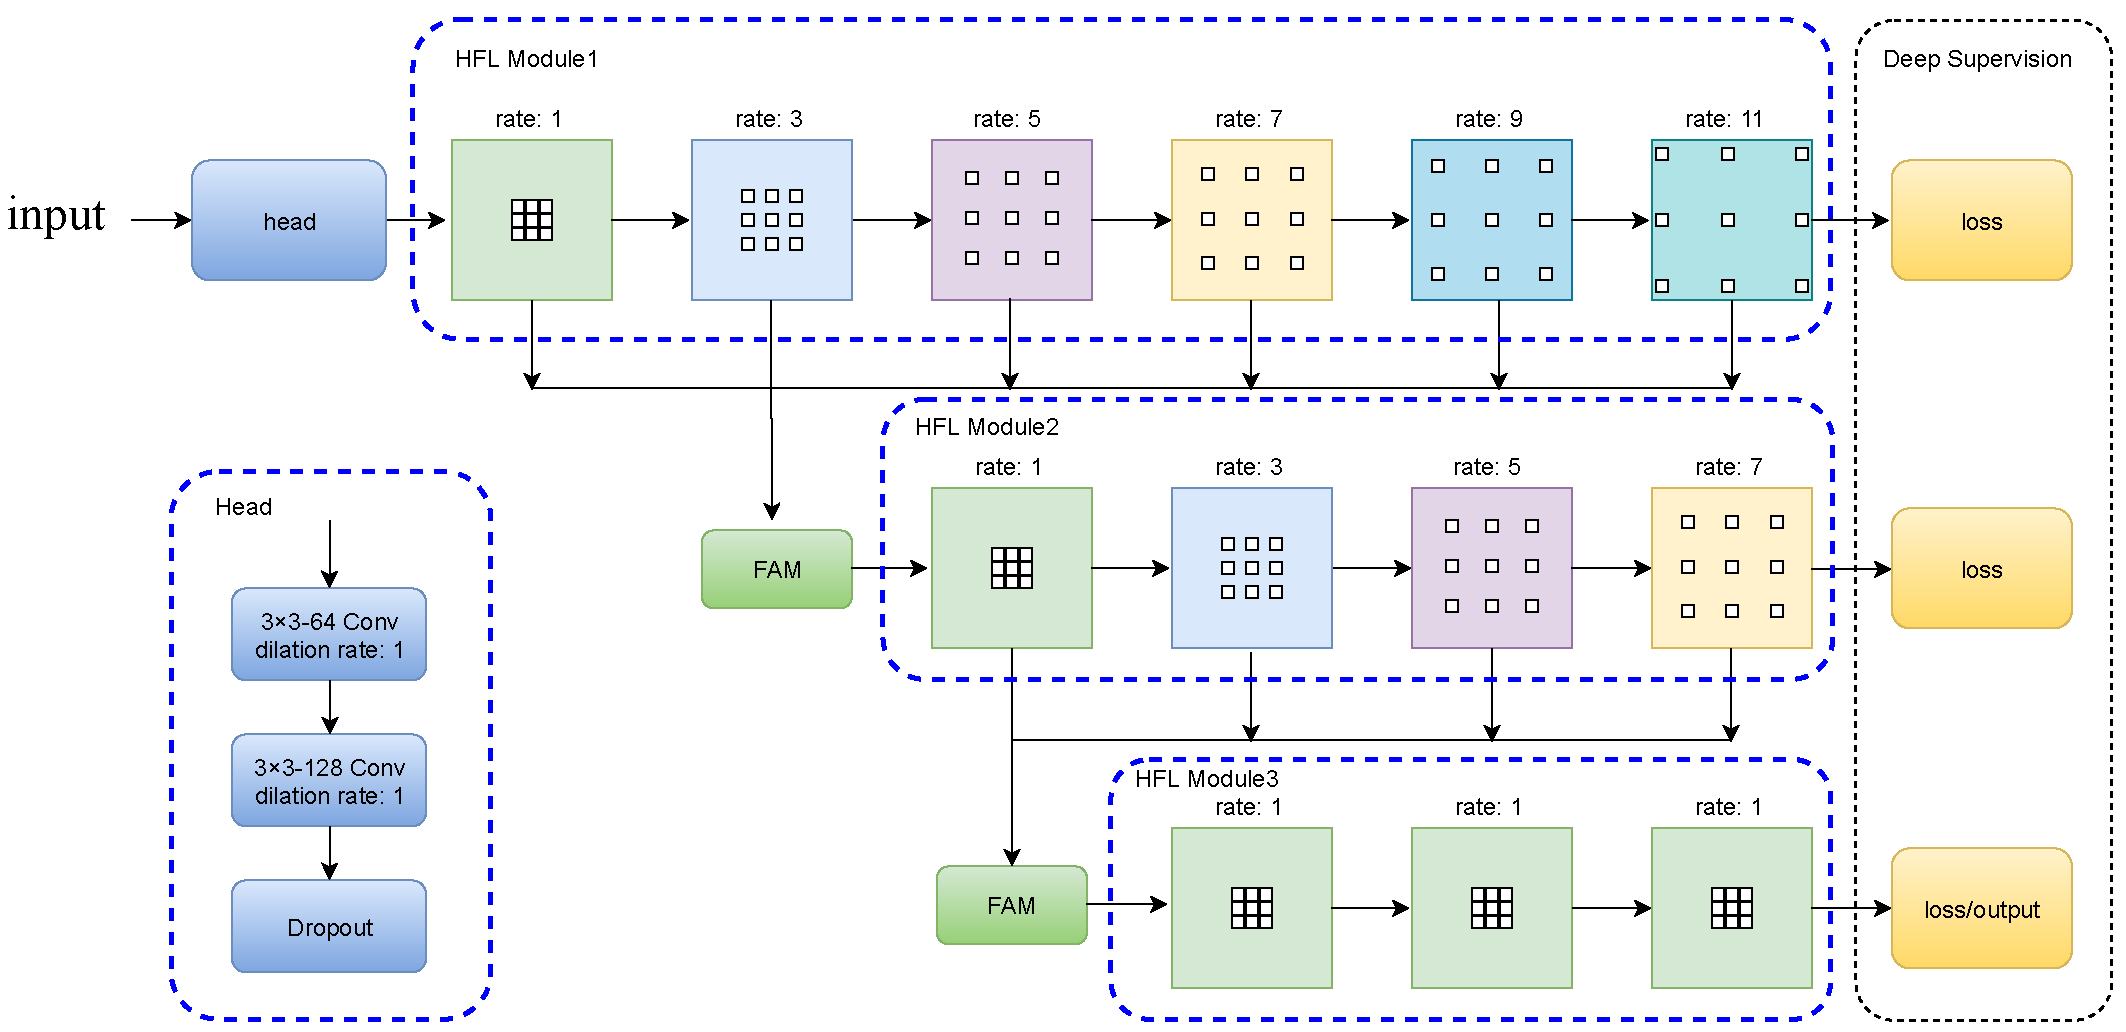 HFL Module1
Deep Supervision
rate: 1
rate: 3
rate: 5
rate: 7
rate: 9
rate: 11
input
head
loss
HFL Module2
rate: 1
rate: 3
rate: 5
rate: 7
FAM
loss
Head
3×3-64 Conv
dilation rate: 1
3×3-128 Conv
dilation rate: 1
Dropout
HFL Module3
rate: 1
rate: 1
rate: 1
FAM
loss/output